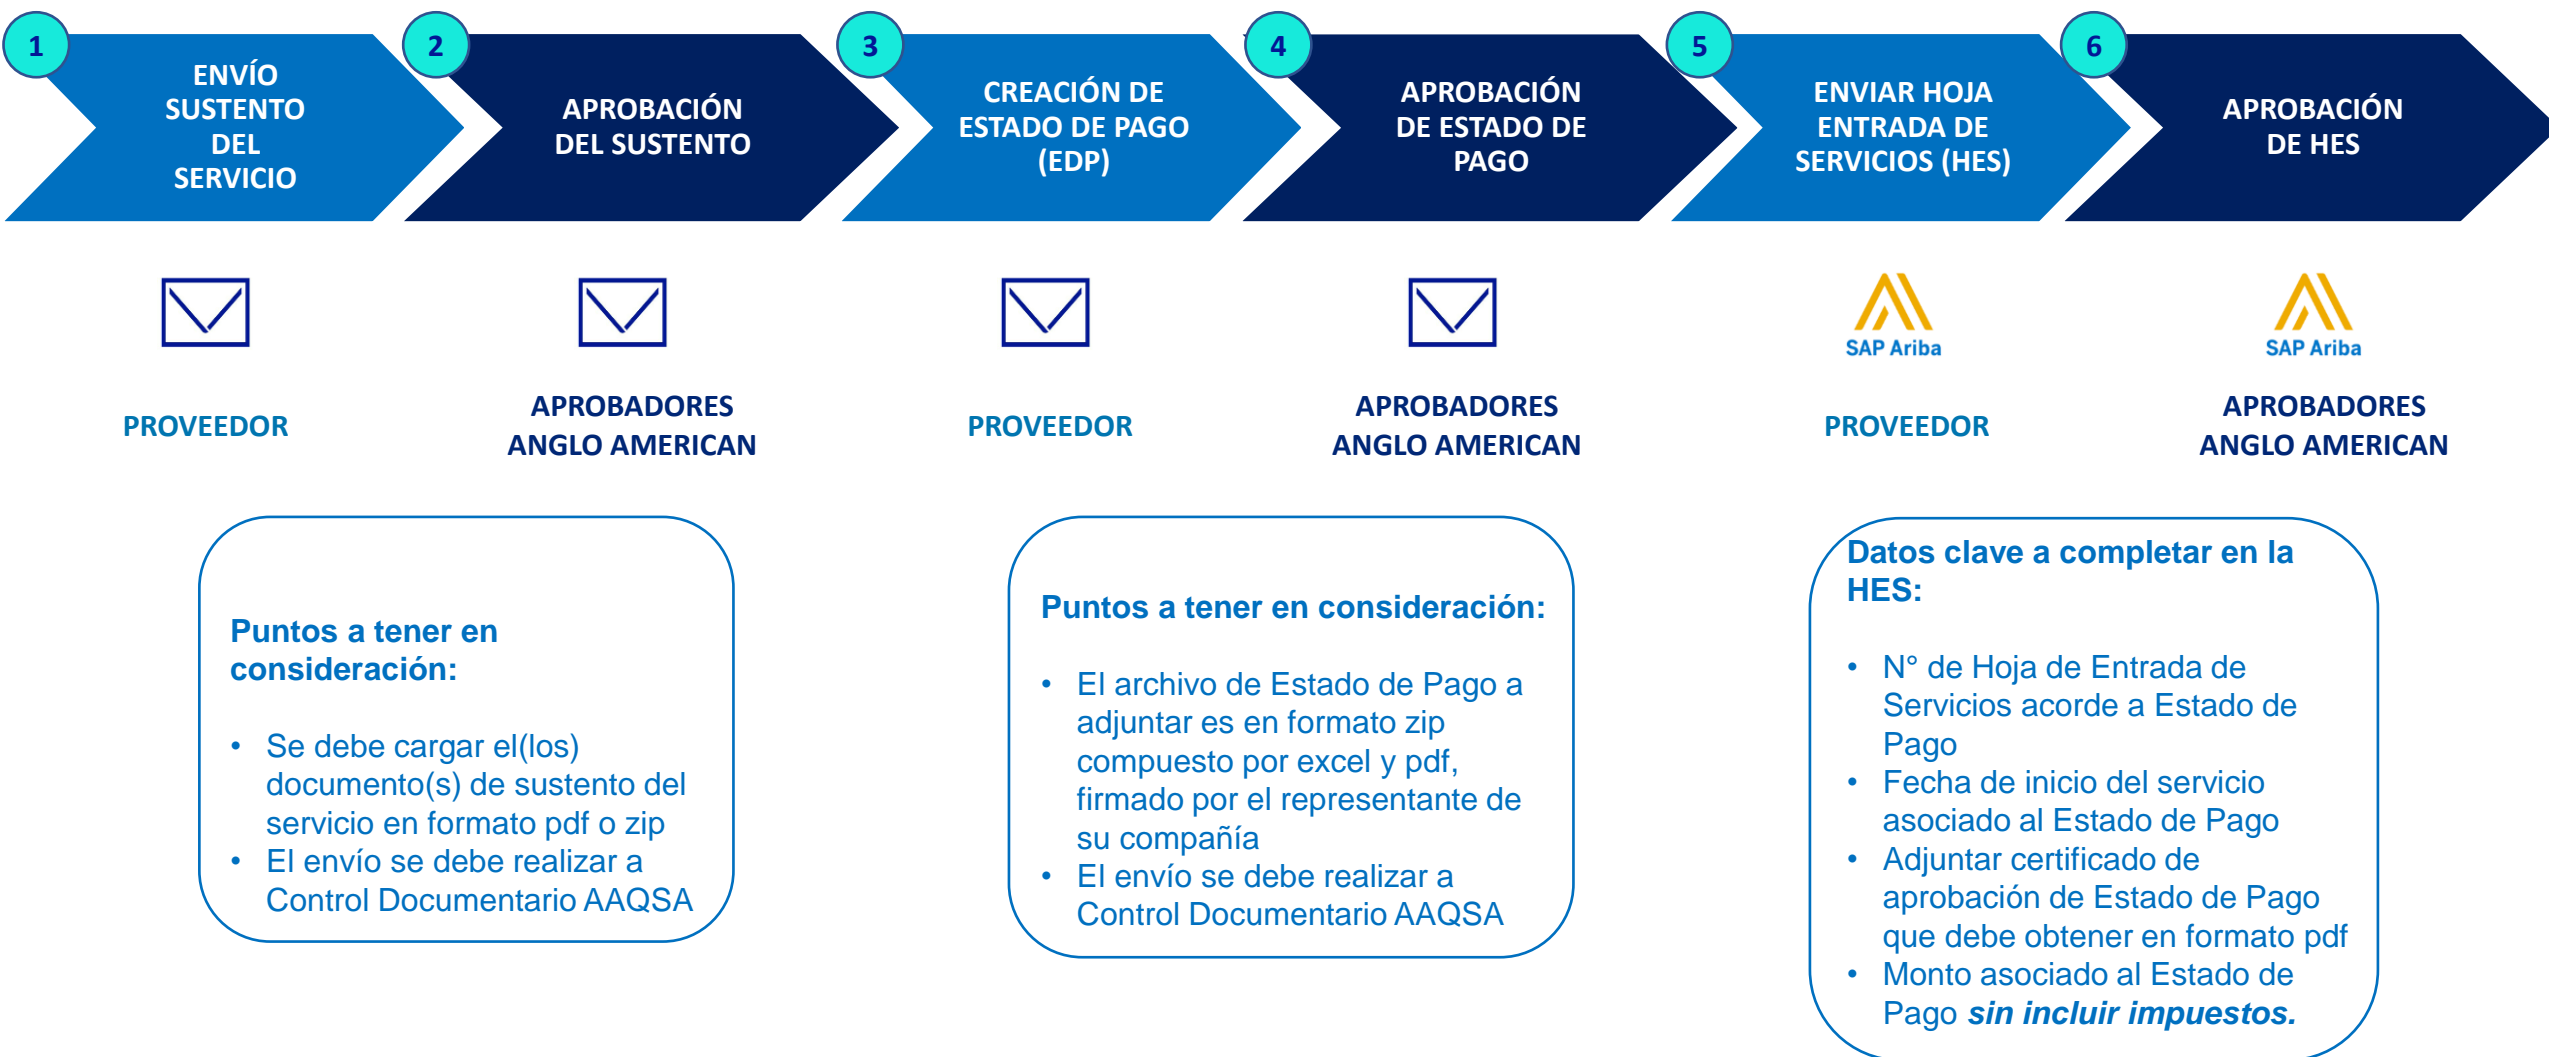 1
ENVÍO
SUSTENTO
DEL
SERVICIO
2
APROBACIÓN
DEL SUSTENTO
3
CREACIÓN DE
ESTADO DE PAGO
(EDP)
4
APROBACIÓN
DE ESTADO DE
PAGO
5
ENVIAR HOJA
ENTRADA DE
SERVICIOS (HES)
6
APROBACIÓN
DE HES
SAP Ariba
SAP Ariba
PROVEEDOR
APROBADORES
ANGLO AMERICAN
PROVEEDOR
APROBADORES
ANGLO AMERICAN
PROVEEDOR
APROBADORES
ANGLO AMERICAN
Puntos a tener en
consideración:
• Se debe cargar el(los)
documento(s) de sustento del
servicio en formato pdf o zip
• El envío se debe realizar a
Control Documentario AAQSA
Puntos a tener en consideración:
• El archivo de Estado de Pago a
adjuntar es en formato zip
compuesto por excel y pdf,
firmado por el representante de
su compañía
• El envío se debe realizar a
Control Documentario AAQSA
Datos clave a completar en la
HES:
• N° de Hoja de Entrada de
Servicios acorde a Estado de
Pago
• Fecha de inicio del servicio
asociado al Estado de Pago
• Adjuntar certificado de
aprobación de Estado de Pago
que debe obtener en formato pdf
• Monto asociado al Estado de
Pago sin incluir impuestos.